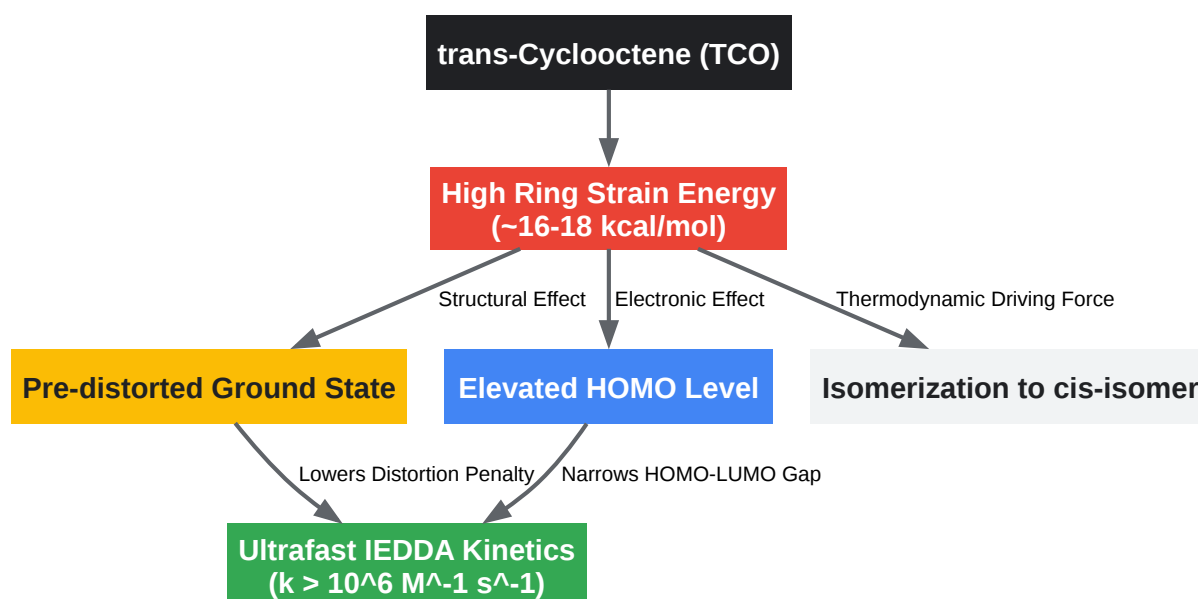 trans-Cyclooctene (TCO)
High Ring Strain Energy
(~16-18 kcal/mol)
Structural Effect
Electronic Effect
Thermodynamic Driving Force
Pre-distorted Ground State
Elevated HOMO Level
Isomerization to cis-isomer
Lowers Distortion Penalty
Narrows HOMO-LUMO Gap
Ultrafast IEDDA Kinetics
(k > 10^6 M^-1 s^-1)